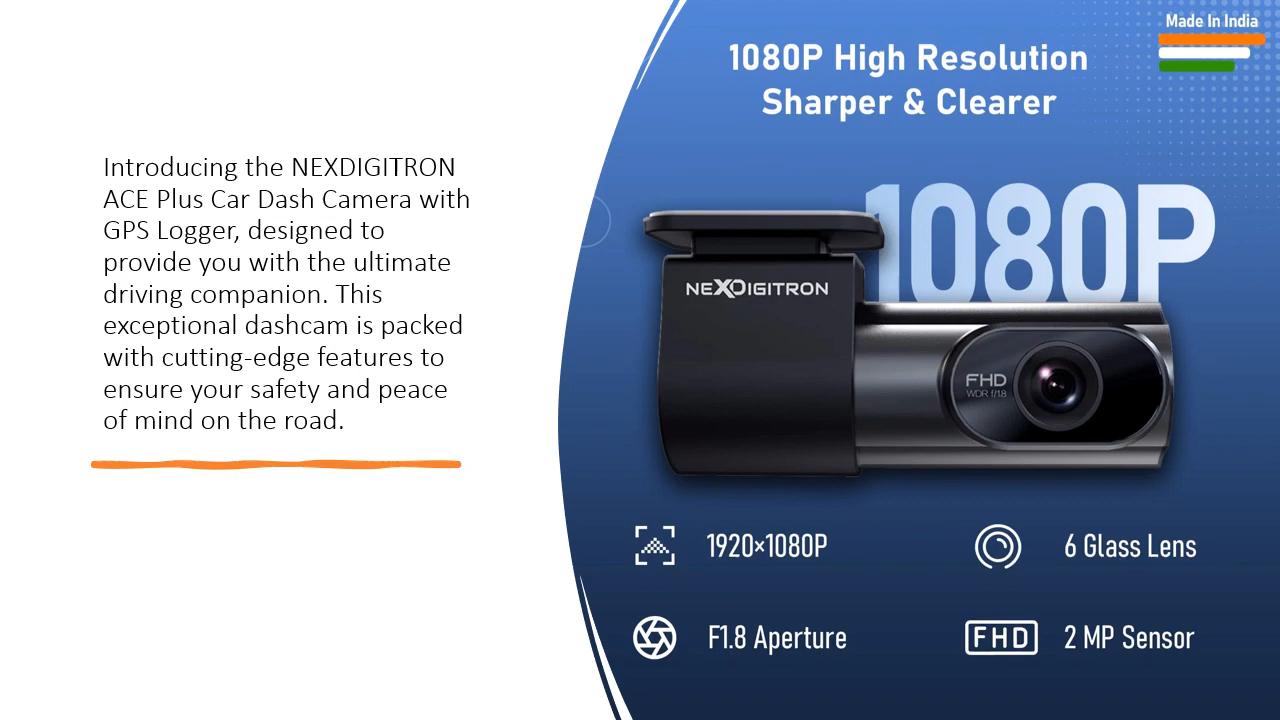 Introducing the NEXDIGITRON
ACE Plus Car Dash Camera with
GPS Logger, designed to
provide you with the ultimate
driving companion. This
exceptional dashcam is packed
with cutting-edge features to
ensure your safety and peace
of mind on the road.
Made In India
1080P High Resolution
Sharper & Clearer
1080P
NEXDIGITRON
FHD
WDR f/1.8
1920×1080P
6 Glass Lens
F1.8 Aperture
FHD
2 MP Sensor